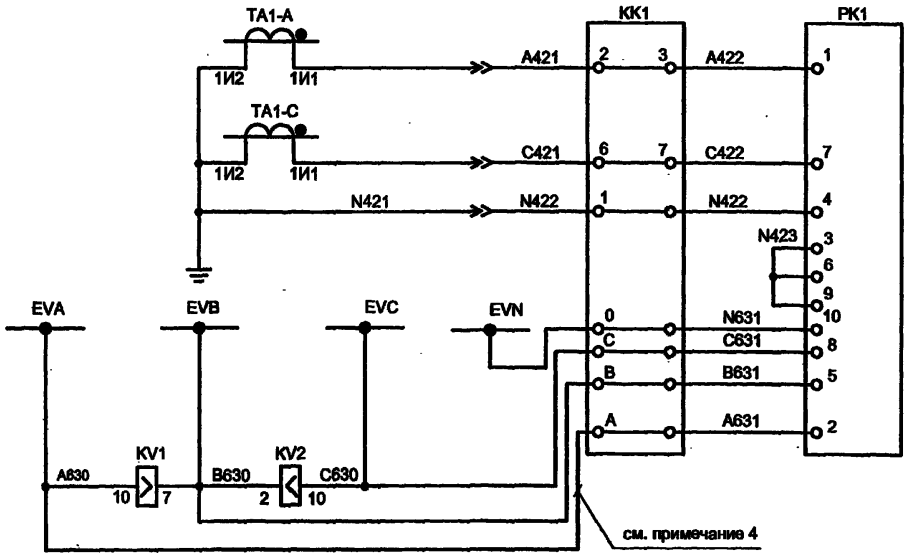 TA1-A
КК1
РК1
1И2
1И1
A421
2
3
A422
1
TA1-C
1И2
1И1
C421
6
7
C422
7
N421
N422
1
N422
4
N423
3
6
9
EVA
EVB
EVC
EVN
0
N631
10
C
C631
8
B
B631
5
A
A631
2
KV1
KV2
A630
10
7
B630
2
10
C630
см. примечание 4